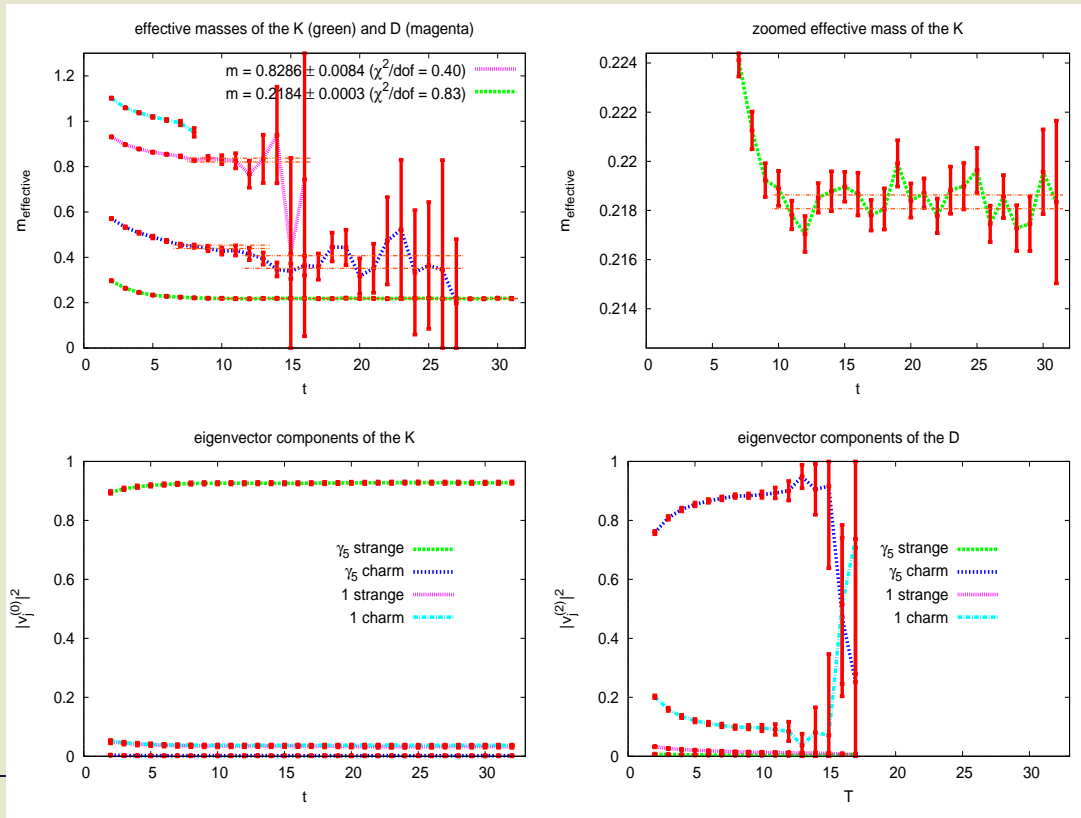 effective masses of the K (green) and D (magenta)
m = 0.8286 ± 0.0084 (χ²/dof = 0.40)
m = 0.2184 ± 0.0003 (χ²/dof = 0.83)
m_effective
1.2
1
0.8
0.6
0.4
0.2
0
0 5 10 15 20 25 30
t
zoomed effective mass of the K
m_effective
0.224
0.222
0.22
0.218
0.216
0.214
0 5 10 15 20 25 30
t
eigenvector components of the K
|v_j^(0)|²
1
0.8
0.6
0.4
0.2
0
γ₅ strange
γ₅ charm
1 strange
1 charm
0 5 10 15 20 25 30
t
eigenvector components of the D
|v_j^(2)|²
1
0.8
0.6
0.4
0.2
0
γ₅ strange
γ₅ charm
1 strange
1 charm
0 5 10 15 20 25 30
T